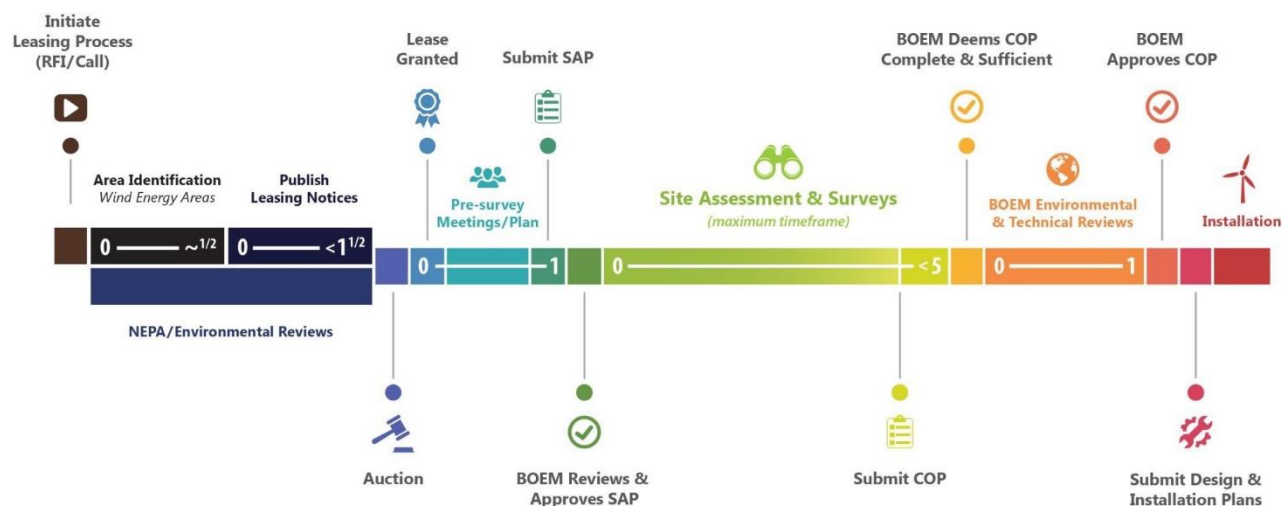 Initiate
Leasing Process
(RFI/Call)
Lease
Granted
Submit SAP
BOEM Deems COP
Complete & Sufficient
BOEM
Approves COP
Area Identification
Wind Energy Areas
Publish
Leasing Notices
Pre-survey
Meetings/Plan
Site Assessment & Surveys
(maximum timeframe)
BOEM Environmental
& Technical Reviews
Installation
0 ~1/2 0 <1 1/2 0 1 0 <5 0 1
NEPA/Environmental Reviews
Auction
BOEM Reviews &
Approves SAP
Submit COP
Submit Design &
Installation Plans